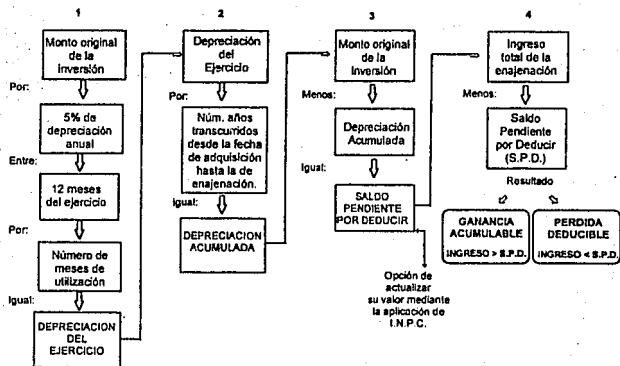 1
Monto original
de la
inversión
Por:
5% de
depreciación
anual
Entre:
12 meses
del ejercicio
Por:
Número de
meses de
utilización
Igual:
DEPRECIACION
DEL
EJERCICIO
2
Depreciación
del
Ejercicio
Por:
Núm. años
transcurridos
desde la fecha
de adquisición
hasta la de
enajenación.
Igual:
DEPRECIACION
ACUMULADA
3
Monto original
de la
Inversión
Menos:
Depreciación
Acumulada
Igual:
SALDO
PENDIENTE
POR DEDUCIR
Opción de
actualizar
su valor mediante
la aplicación de
I.N.P.C.
4
Ingreso
total de la
enajenación
Menos:
Saldo
Pendiente
por Deducir
(S.P.D.)
Resultado
GANANCIA
ACUMULABLE
INGRESO > S.P.D.
PERDIDA
DEDUCIBLE
INGRESO < S.P.D.